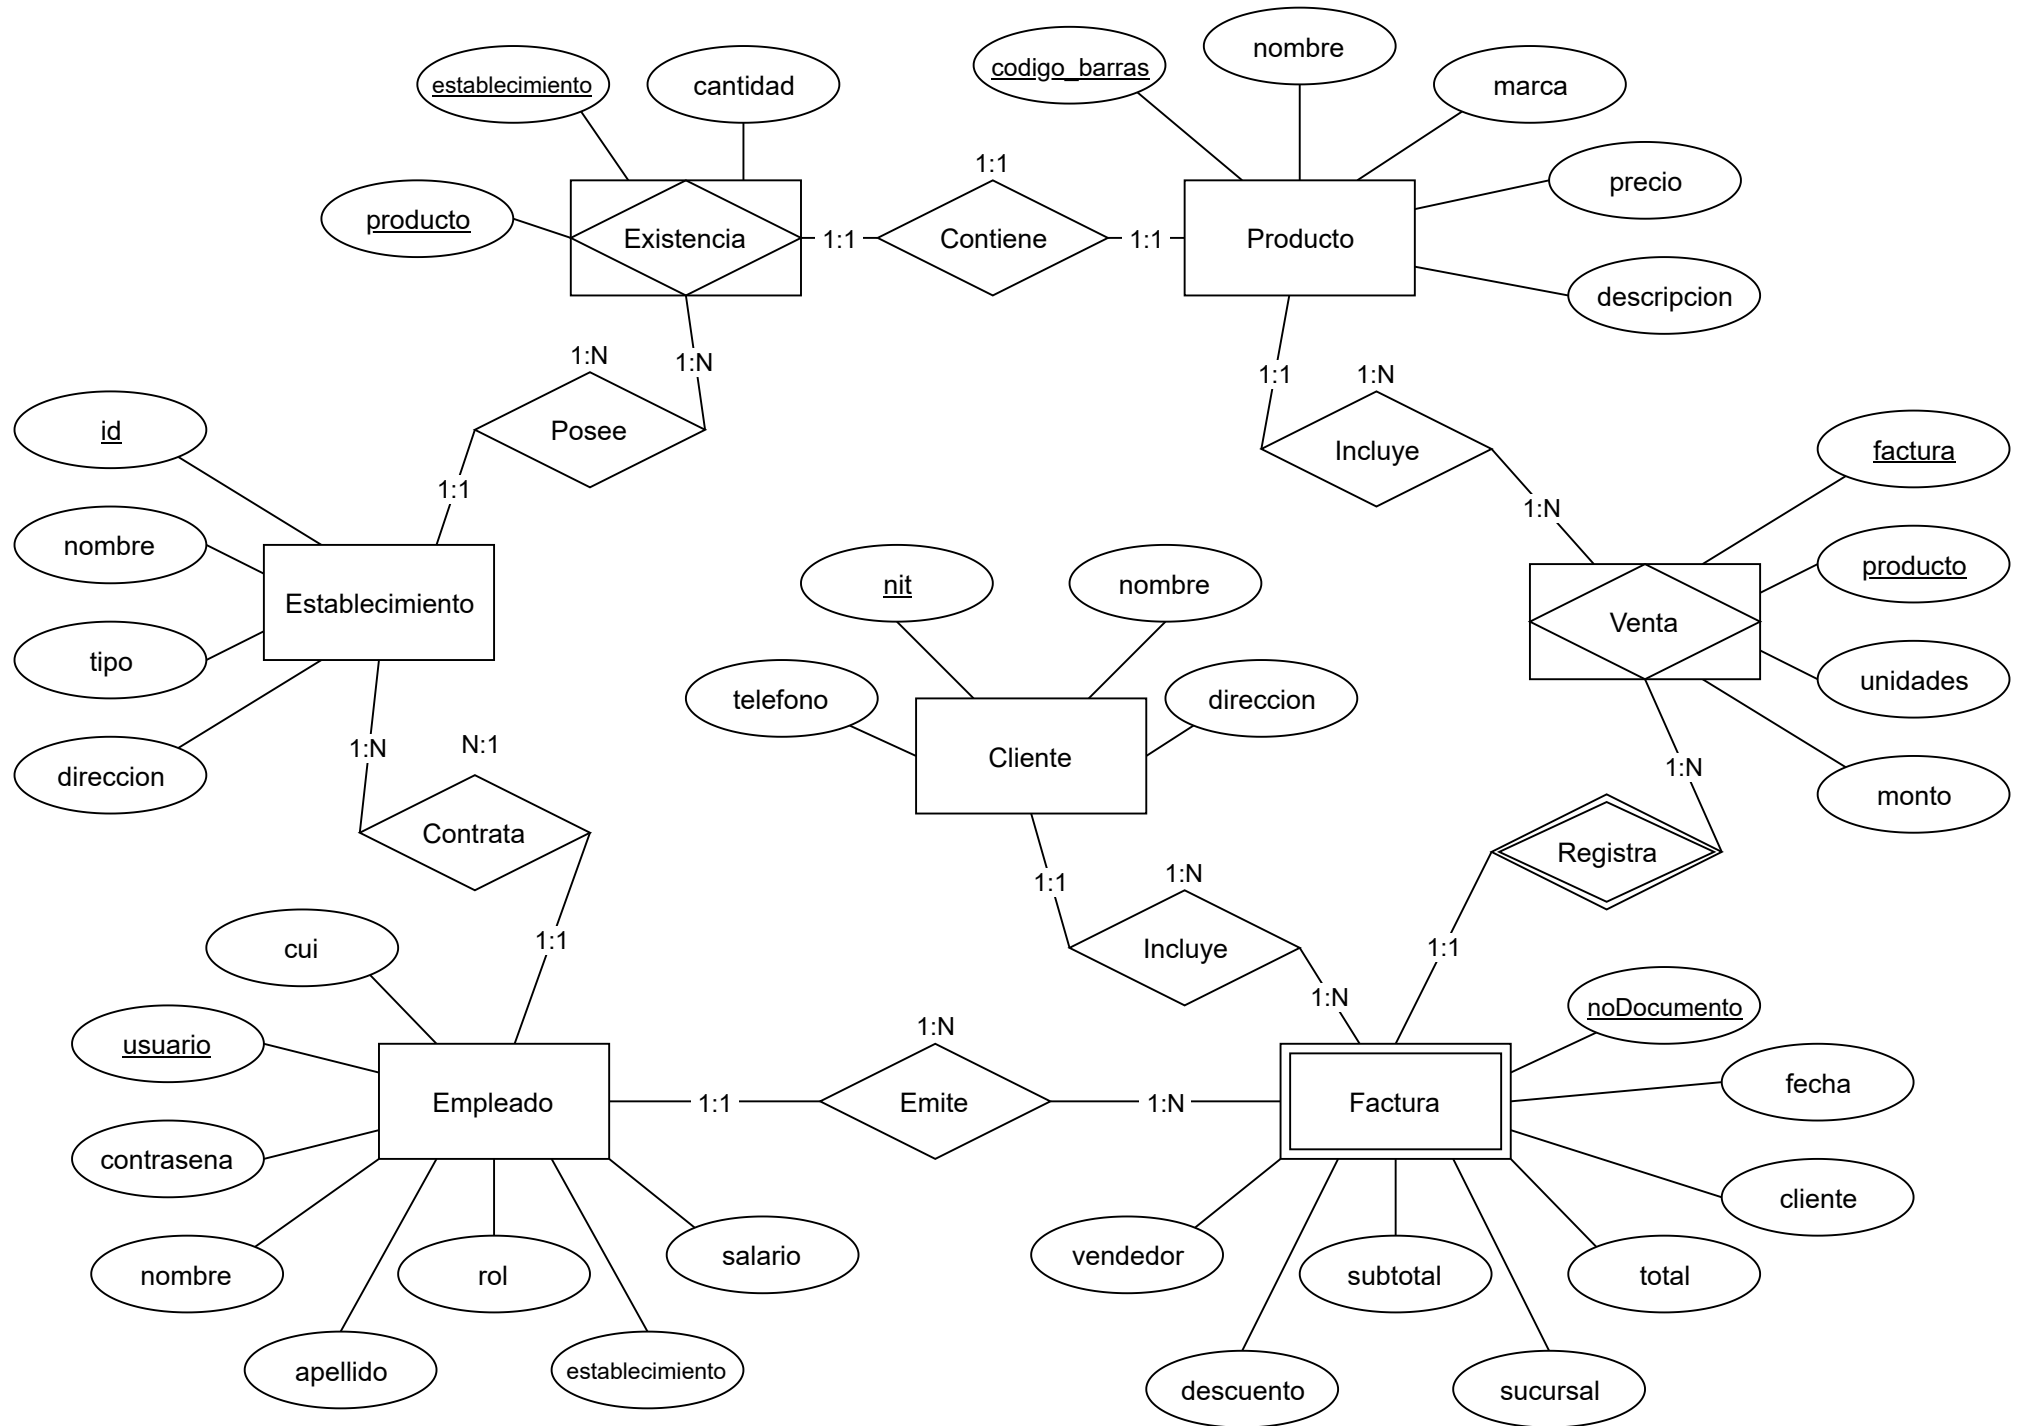 nombre
codigo_barras
establecimiento
cantidad
marca
1:1
precio
producto
Existencia
1:1
Contiene
1:1
Producto
descripcion
1:N
1:N
1:1
1:N
id
Posee
Incluye
factura
1:1
1:N
nombre
nit
nombre
producto
Establecimiento
Venta
tipo
telefono
direccion
unidades
1:N
N:1
Cliente
1:N
direccion
monto
Contrata
Registra
1:1
1:N
cui
1:1
Incluye
1:1
1:N
noDocumento
usuario
1:N
fecha
Empleado
1:1
Emite
1:N
Factura
contrasena
cliente
nombre
rol
salario
vendedor
subtotal
total
apellido
establecimiento
descuento
sucursal